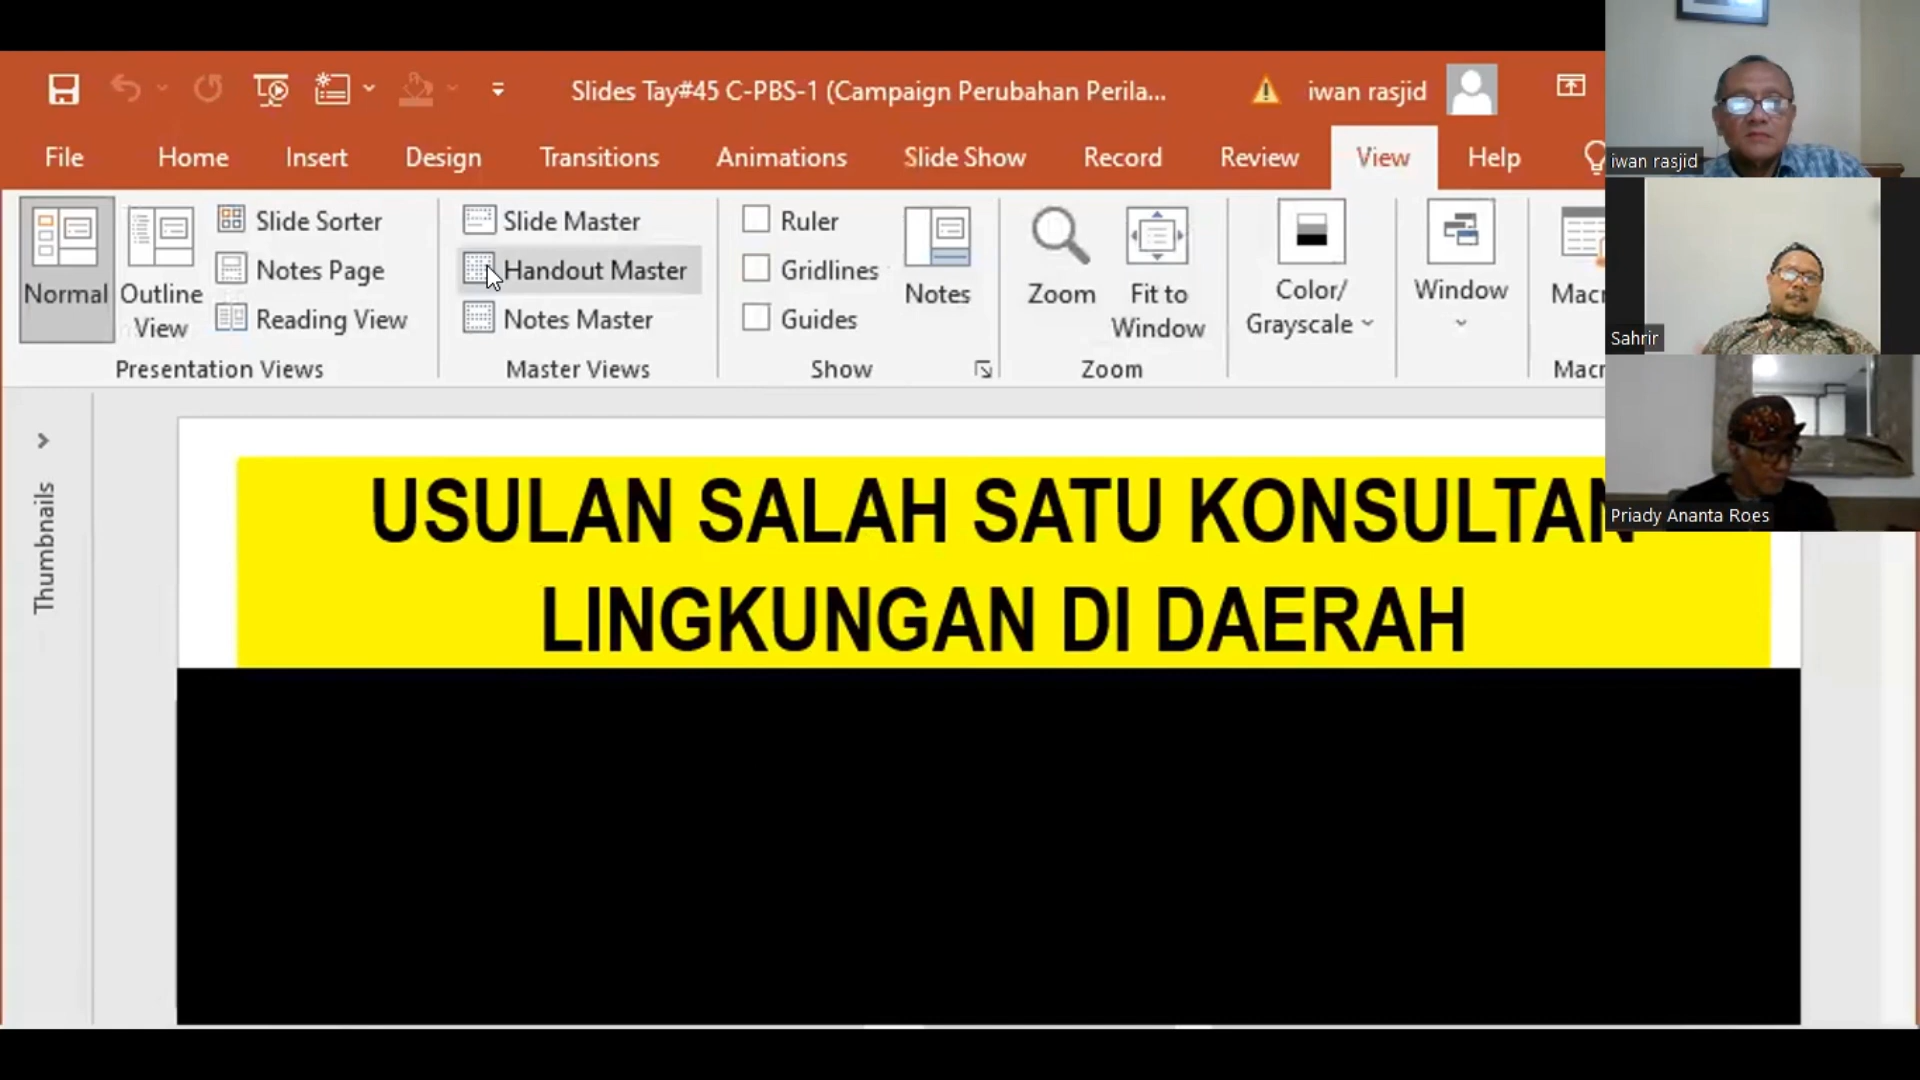 Slides Tay#45 C-PBS-1 (Campaign Perubahan Perila...
iwan rasjid
File Home Insert Design Transitions Animations Slide Show Record Review View Help
Normal
Outline View
Slide Sorter
Notes Page
Reading View
Presentation Views
Slide Master
Handout Master
Notes Master
Master Views
Ruler
Gridlines
Guides
Show
Notes
Zoom
Fit to Window
Zoom
Color/ Grayscale
Window
Macr
Macr
Thumbnails
USULAN SALAH SATU KONSULTAN
LINGKUNGAN DI DAERAH
iwan rasjid
Sahrir
Priady Ananta Roes